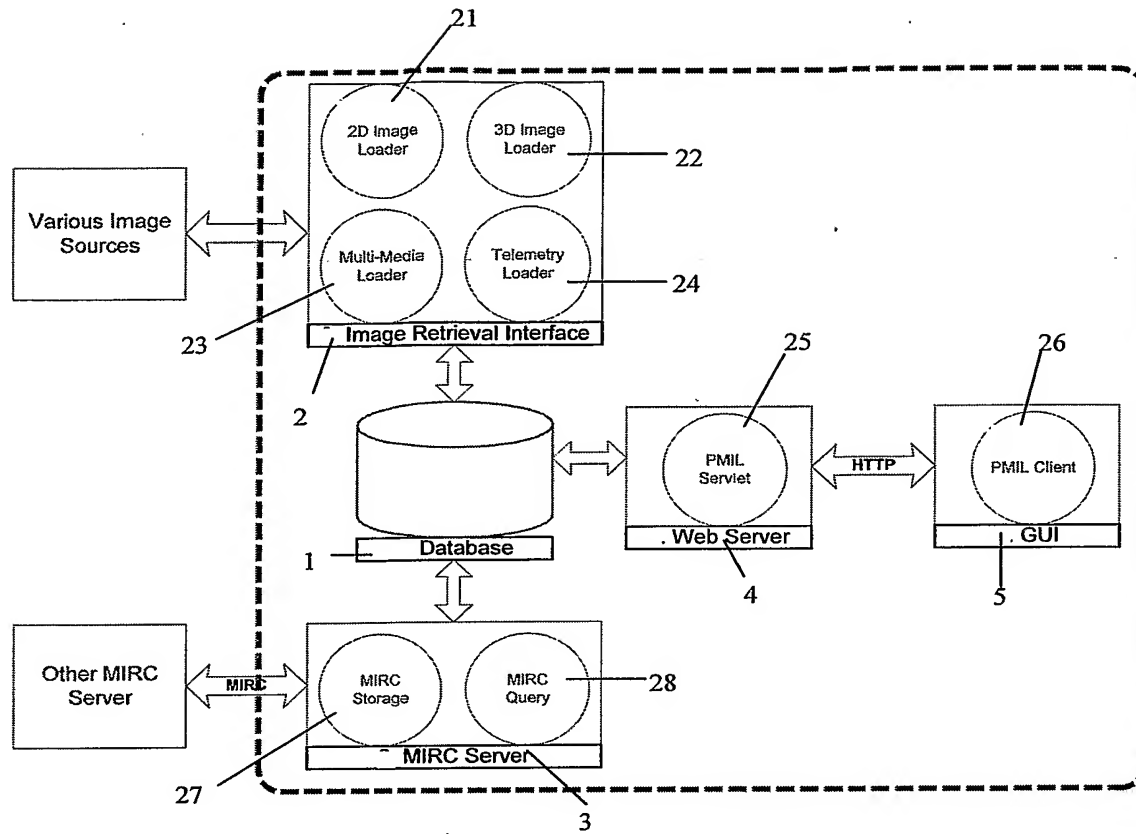 21
2D Image
Loader
3D Image
Loader
22
Various Image
Sources
Multi-Media
Loader
Telemetry
Loader
24
23
Image Retrieval Interface
2
25
26
PMIL
Servlet
HTTP
PMIL Client
Database
1
Web Server
GUI
4
5
Other MIRC
Server
MIRC
MIRC
Storage
MIRC
Query
28
MIRC Server
27
3